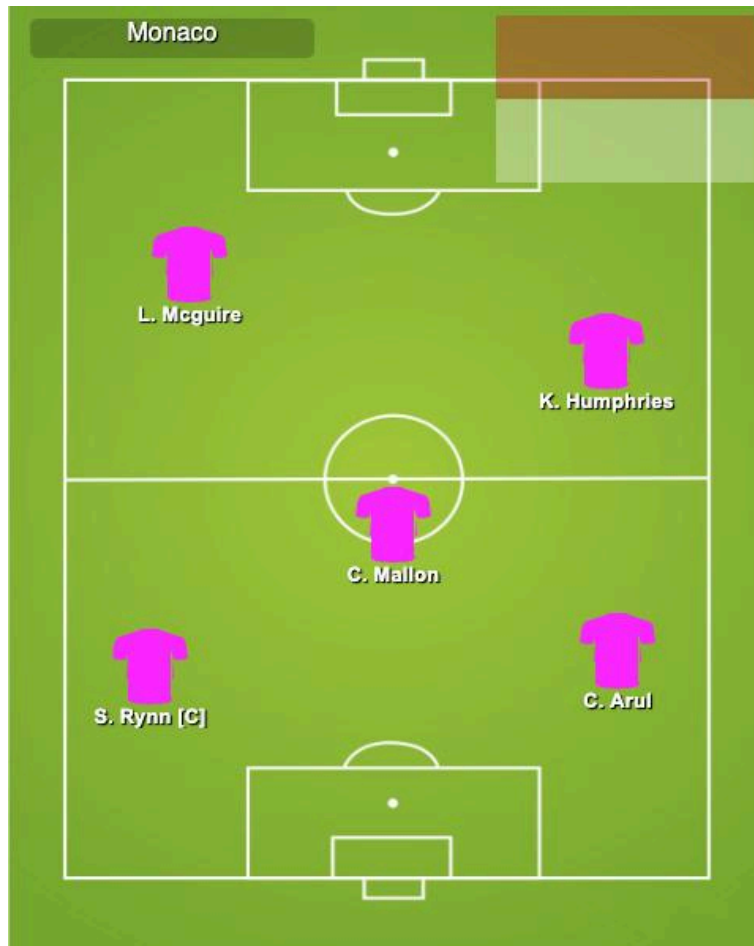 Monaco
L. Mcguire
K. Humphries
C. Mallon
C. Arul
S. Rynn [C]